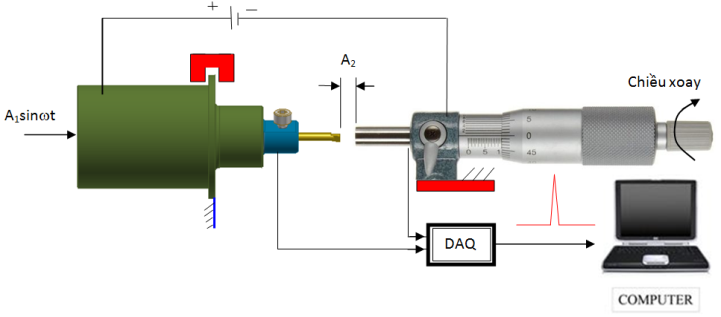 + −
A₂
Chiều xoay
A₁sinωt
5
0
45
0 5 1
DAQ
COMPUTER